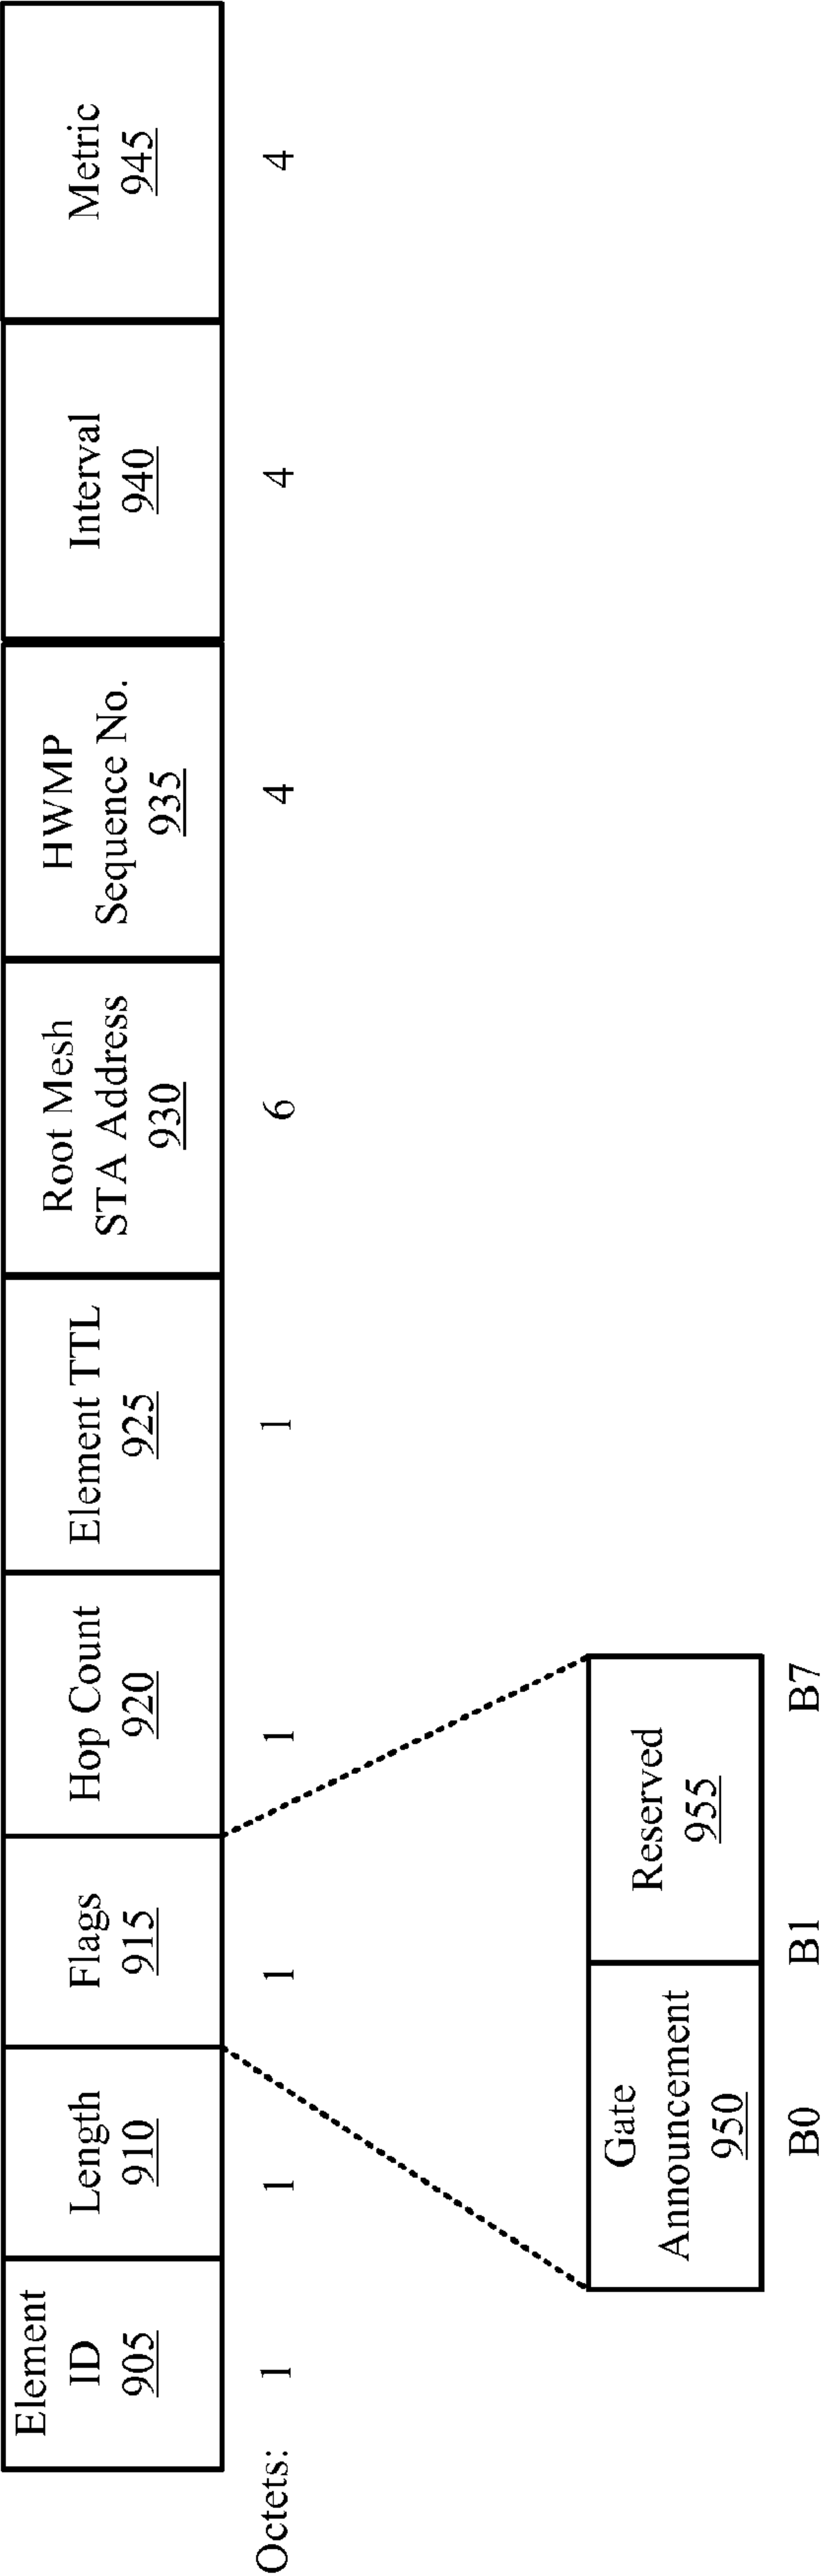 Element
ID
905
Length
910
Flags
915
Hop Count
920
Element TTL
925
Root Mesh
STA Address
930
HWMP
Sequence No.
935
Interval
940
Metric
945
Octets: 1 1 1 1 1 6 4 4 4
Gate
Announcement
950
Reserved
955
B0 B1 B7